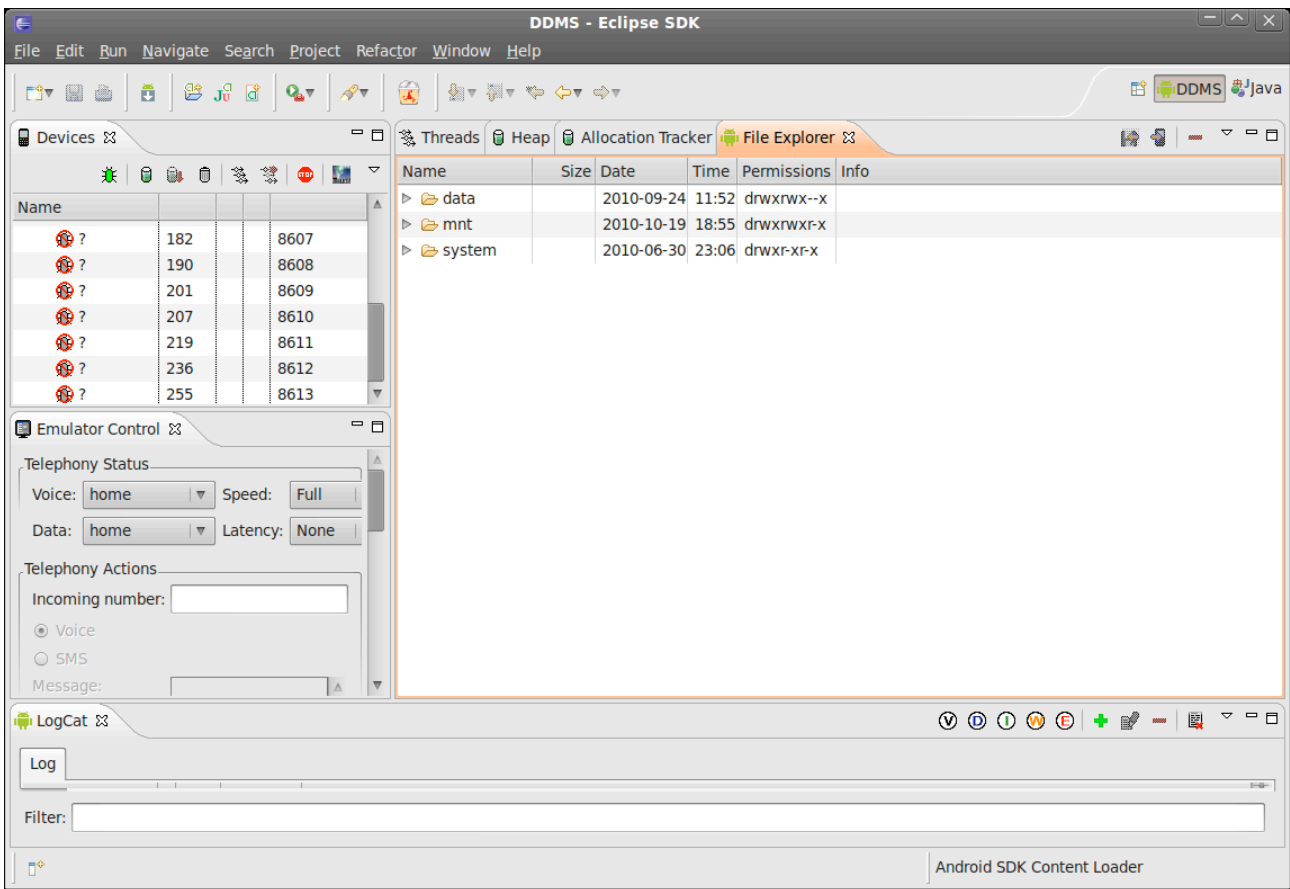 DDMS - Eclipse SDK
File Edit Run Navigate Search Project Refactor Window Help
DDMS Java
Devices
Name
? 182 8607
? 190 8608
? 201 8609
? 207 8610
? 219 8611
? 236 8612
? 255 8613
Threads Heap Allocation Tracker File Explorer
Name Size Date Time Permissions Info
data 2010-09-24 11:52 drwxrwx--x
mnt 2010-10-19 18:55 drwxrwxr-x
system 2010-06-30 23:06 drwxr-xr-x
Emulator Control
Telephony Status
Voice: home Speed: Full
Data: home Latency: None
Telephony Actions
Incoming number:
Voice
SMS
Message:
LogCat
V D I W E
Log
Filter:
Android SDK Content Loader